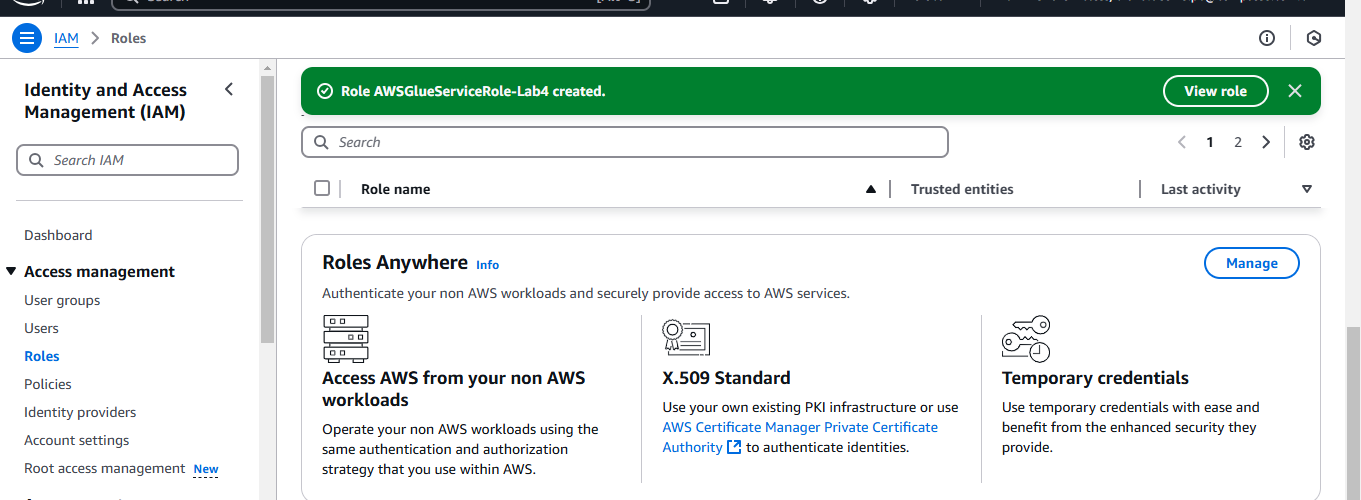 IAM
Roles
Identity and Access
Management (IAM)
Search IAM
Dashboard
Access management
User groups
Users
Roles
Policies
Identity providers
Account settings
Root access management New
Role AWSGlueServiceRole-Lab4 created.
View role
Search
1 2
Role name
Trusted entities
Last activity
Roles Anywhere Info
Manage
Authenticate your non AWS workloads and securely provide access to AWS services.
Access AWS from your non AWS
workloads
Operate your non AWS workloads using the
same authentication and authorization
strategy that you use within AWS.
X.509 Standard
Use your own existing PKI infrastructure or use
AWS Certificate Manager Private Certificate
Authority to authenticate identities.
Temporary credentials
Use temporary credentials with ease and
benefit from the enhanced security they
provide.